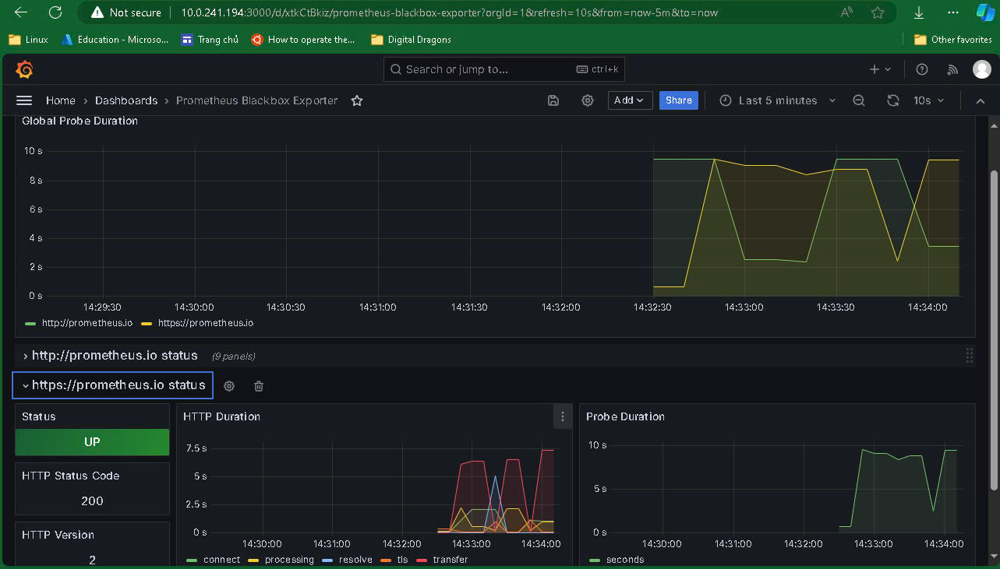 Not secure 10.0.241.194:3000/d/xtkCtBkiz/prometheus-blackbox-exporter?orgId=1&refresh=10s&from=now-5m&to=now
Linux Education - Microso... Trang chủ How to operate the... Digital Dragons Other favorites
Search or jump to... ctrl+k
Home > Dashboards > Prometheus Blackbox Exporter Add Share Last 5 minutes 10s
Global Probe Duration
10 s
8 s
6 s
4 s
2 s
0 s
14:29:30 14:30:00 14:30:30 14:31:00 14:31:30 14:32:00 14:32:30 14:33:00 14:33:30 14:34:00
http://prometheus.io https://prometheus.io
http://prometheus.io status (9 panels)
https://prometheus.io status
Status
UP
HTTP Status Code
200
HTTP Version
2
HTTP Duration
7.5 s
5 s
2.5 s
0 s
14:30:00 14:31:00 14:32:00 14:33:00 14:34:00
connect processing resolve tls transfer
Probe Duration
10 s
5 s
0 s
14:30:00 14:31:00 14:32:00 14:33:00 14:34:00
seconds